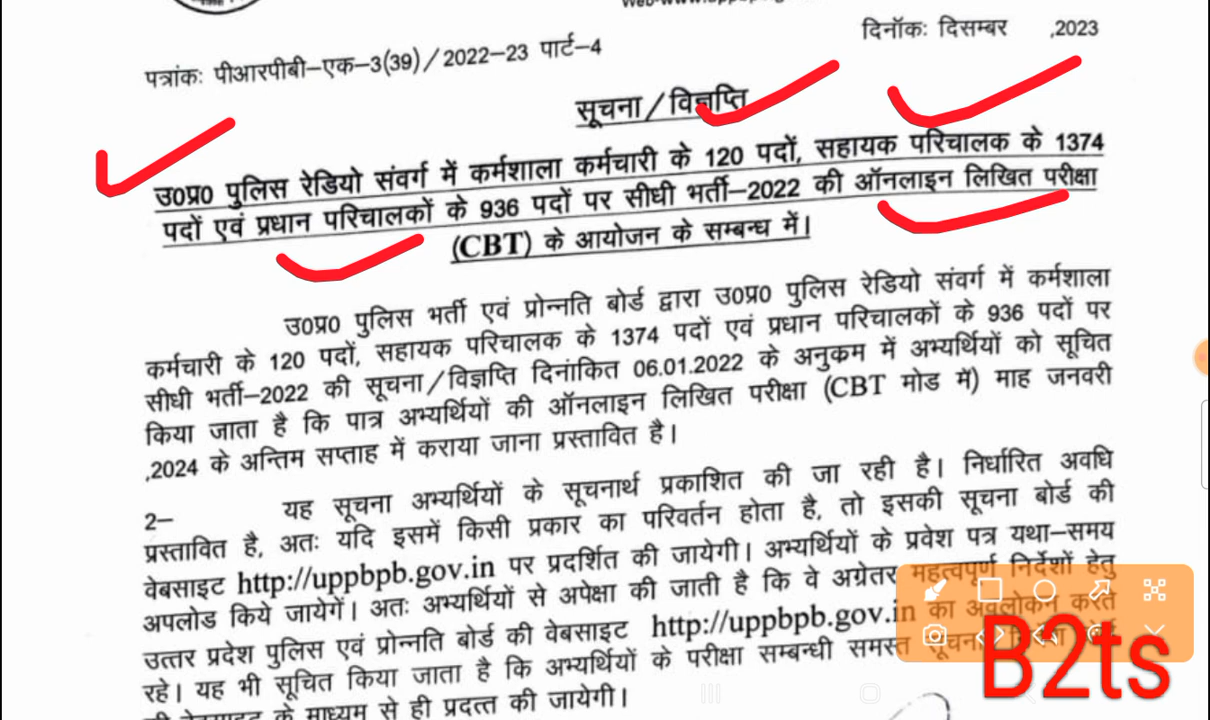 दिनॉकः दिसम्बर ,2023
पत्रांकः पीआरपीबी–एक–3(39) / 2022–23 पार्ट–4
सूचना / विज्ञप्ति
उ0प्र0 पुलिस रेडियो संवर्ग में कर्मशाला कर्मचारी के 120 पदों, सहायक परिचालक के 1374
पदों एवं प्रधान परिचालकों के 936 पदों पर सीधी भर्ती–2022 की ऑनलाइन लिखित परीक्षा
(CBT) के आयोजन के सम्बन्ध में।
उ0प्र0 पुलिस भर्ती एवं प्रोन्नति बोर्ड द्वारा उ0प्र0 पुलिस रेडियो संवर्ग में कर्मशाला
कर्मचारी के 120 पदों, सहायक परिचालक के 1374 पदों एवं प्रधान परिचालकों के 936 पदों पर
सीधी भर्ती–2022 की सूचना / विज्ञप्ति दिनांकित 06.01.2022 के अनुक्रम में अभ्यर्थियों को सूचित
किया जाता है कि पात्र अभ्यर्थियों की ऑनलाइन लिखित परीक्षा (CBT मोड में) माह जनवरी
,2024 के अन्तिम सप्ताह में कराया जाना प्रस्तावित है।
2– यह सूचना अभ्यर्थियों के सूचनार्थ प्रकाशित की जा रही है। निर्धारित अवधि
प्रस्तावित है, अतः यदि इसमें किसी प्रकार का परिवर्तन होता है, तो इसकी सूचना बोर्ड की
वेबसाइट http://uppbpb.gov.in पर प्रदर्शित की जायेगी। अभ्यर्थियों के प्रवेश पत्र यथा–समय
अपलोड किये जायेगें। अतः अभ्यर्थियों से अपेक्षा की जाती है कि वे अग्रेतर महत्वपूर्ण निर्देशों हेतु
उत्तर प्रदेश पुलिस एवं प्रोन्नति बोर्ड की वेबसाइट http://uppbpb.gov.in का अवलोकन करते
रहे। यह भी सूचित किया जाता है कि अभ्यर्थियों के परीक्षा सम्बन्धी समस्त
के माध्यम से ही प्रदत्त की जायेगी।
B2ts